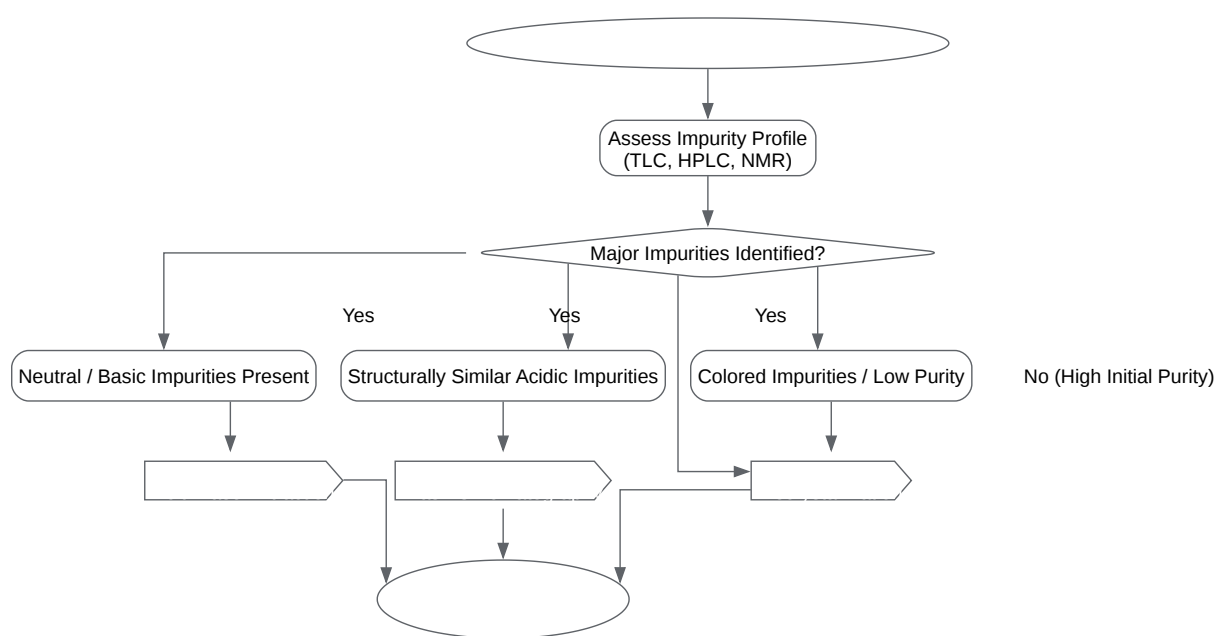 Assess Impurity Profile
(TLC, HPLC, NMR)
Major Impurities Identified?
Yes
Yes
Yes
Neutral / Basic Impurities Present
Structurally Similar Acidic Impurities
Colored Impurities / Low Purity
No (High Initial Purity)